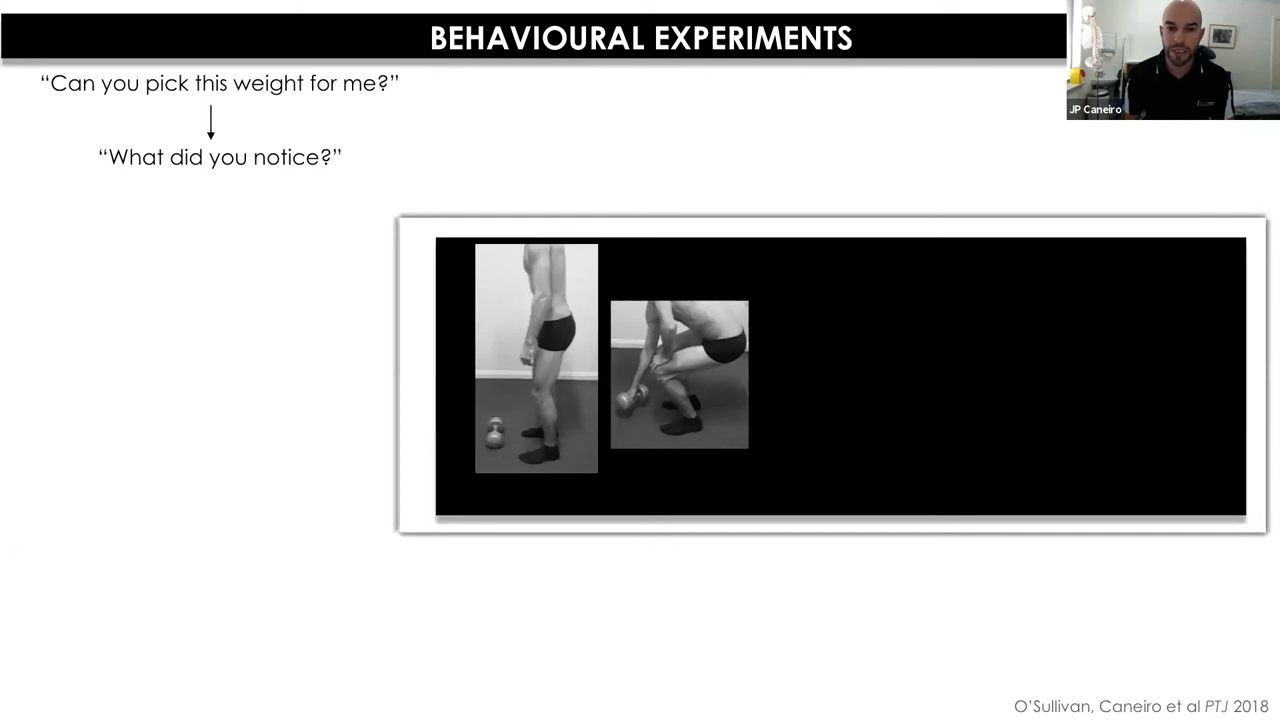 BEHAVIOURAL EXPERIMENTS
“Can you pick this weight for me?”
“What did you notice?”
JP Caneiro
O’Sullivan, Caneiro et al PTJ 2018